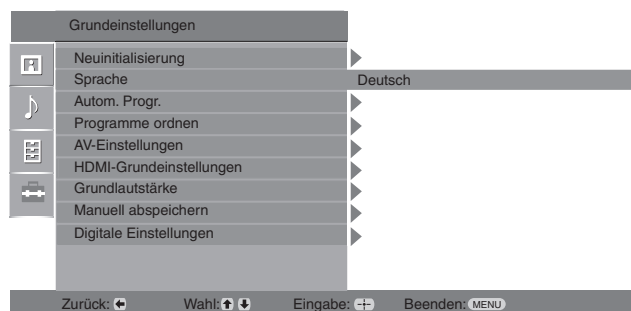 Grundeinstellungen
Neuinitialisierung
Sprache Deutsch
Autom. Progr.
Programme ordnen
AV-Einstellungen
HDMI-Grundeinstellungen
Grundlautstärke
Manuell abspeichern
Digitale Einstellungen
Zurück: Wahl: Eingabe: Beenden: MENU